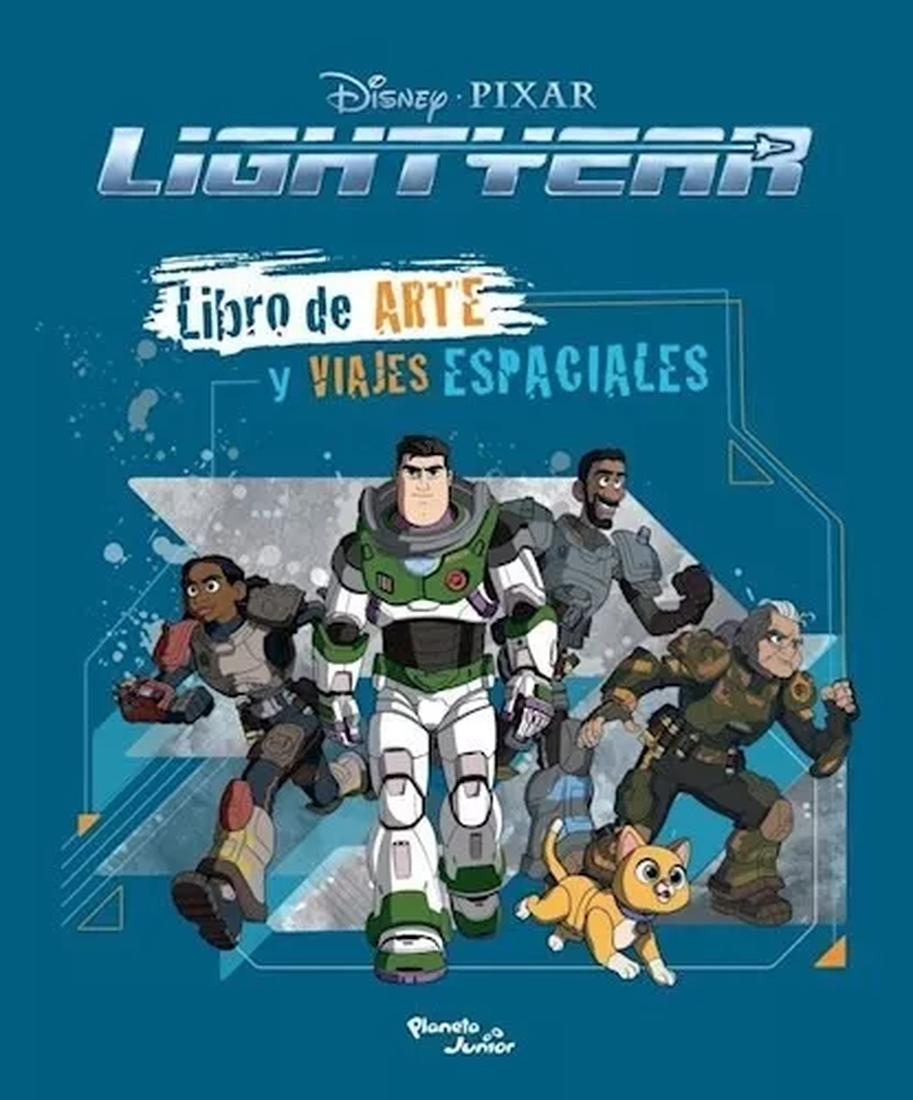 Disney · PIXAR
LiGHTYEAR
Libro de ARTE
y VIAJES ESPACIALES
Planeta
Junior